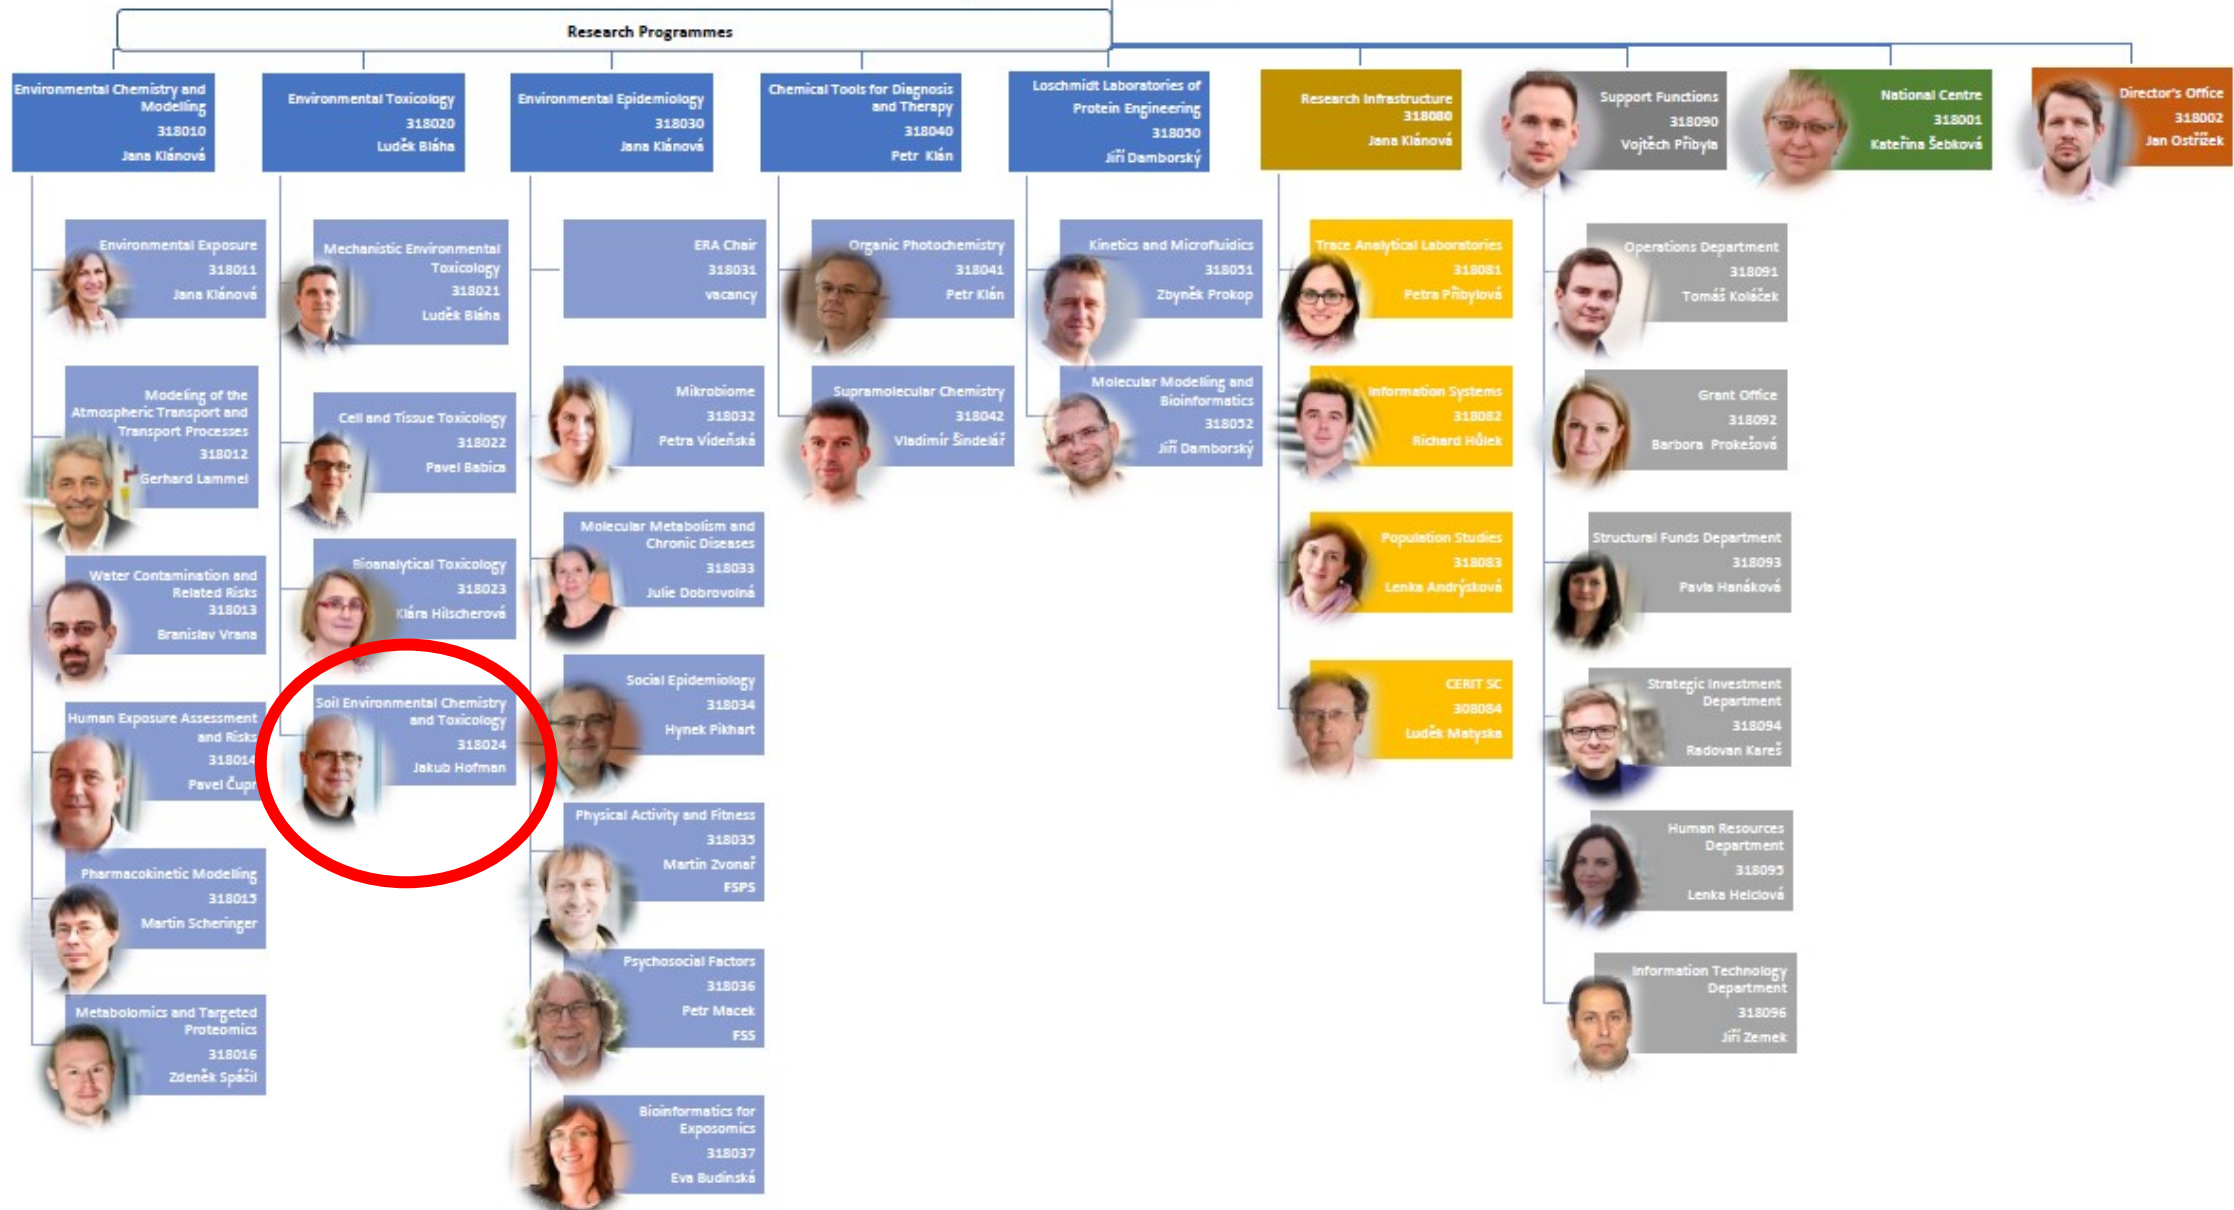 Research Programmes
Environmental Chemistry and
Modelling
318010
Jana Klánová
Environmental Toxicology
318020
Luděk Bláha
Environmental Epidemiology
318030
Jana Klánová
Chemical Tools for Diagnosis
and Therapy
318040
Petr Klán
Loschmidt Laboratories of
Protein Engineering
318050
Jiří Damborský
Research Infrastructure
318080
Jana Klánová
Support Functions
318090
Vojtěch Přibyla
National Centre
318001
Kateřina Šebková
Director's Office
318002
Jan Ostřížek
Environmental Exposure
318011
Jana Klánová
Modeling of the
Atmospheric Transport and
Transport Processes
318012
Gerhard Lammel
Water Contamination and
Related Risks
318013
Branislav Vrana
Human Exposure Assessment
and Risks
318014
Pavel Čupr
Pharmacokinetic Modelling
318015
Martin Scheringer
Metabolomics and Targeted
Proteomics
318016
Zdeněk Spáčil
Mechanistic Environmental
Toxicology
318021
Luděk Bláha
Cell and Tissue Toxicology
318022
Pavel Babica
Bioanalytical Toxicology
318023
Klára Hilscherová
Soil Environmental Chemistry
and Toxicology
318024
Jakub Hofman
ERA Chair
318031
vacancy
Mikrobiome
318032
Petra Vídeňská
Molecular Metabolism and
Chronic Diseases
318033
Julie Dobrovolná
Social Epidemiology
318034
Hynek Pikhart
Physical Activity and Fitness
318035
Martin Zvonař
FSPS
Psychosocial Factors
318036
Petr Macek
FSS
Bioinformatics for
Exposomics
318037
Eva Budinská
Organic Photochemistry
318041
Petr Klán
Supramolecular Chemistry
318042
Vladimír Šindelář
Kinetics and Microfluidics
318051
Zbyněk Prokop
Molecular Modelling and
Bioinformatics
318052
Jiří Damborský
Trace Analytical Laboratories
318081
Petra Přibylová
Information Systems
318082
Richard Hůlek
Population Studies
318083
Lenka Andrýsková
CERIT SC
308084
Luděk Matyska
Operations Department
318091
Tomáš Koláček
Grant Office
318092
Barbora Prokešová
Structural Funds Department
318093
Pavla Hanáková
Strategic Investment
Department
318094
Radovan Kareš
Human Resources
Department
318095
Lenka Helclová
Information Technology
Department
318096
Jiří Zemek